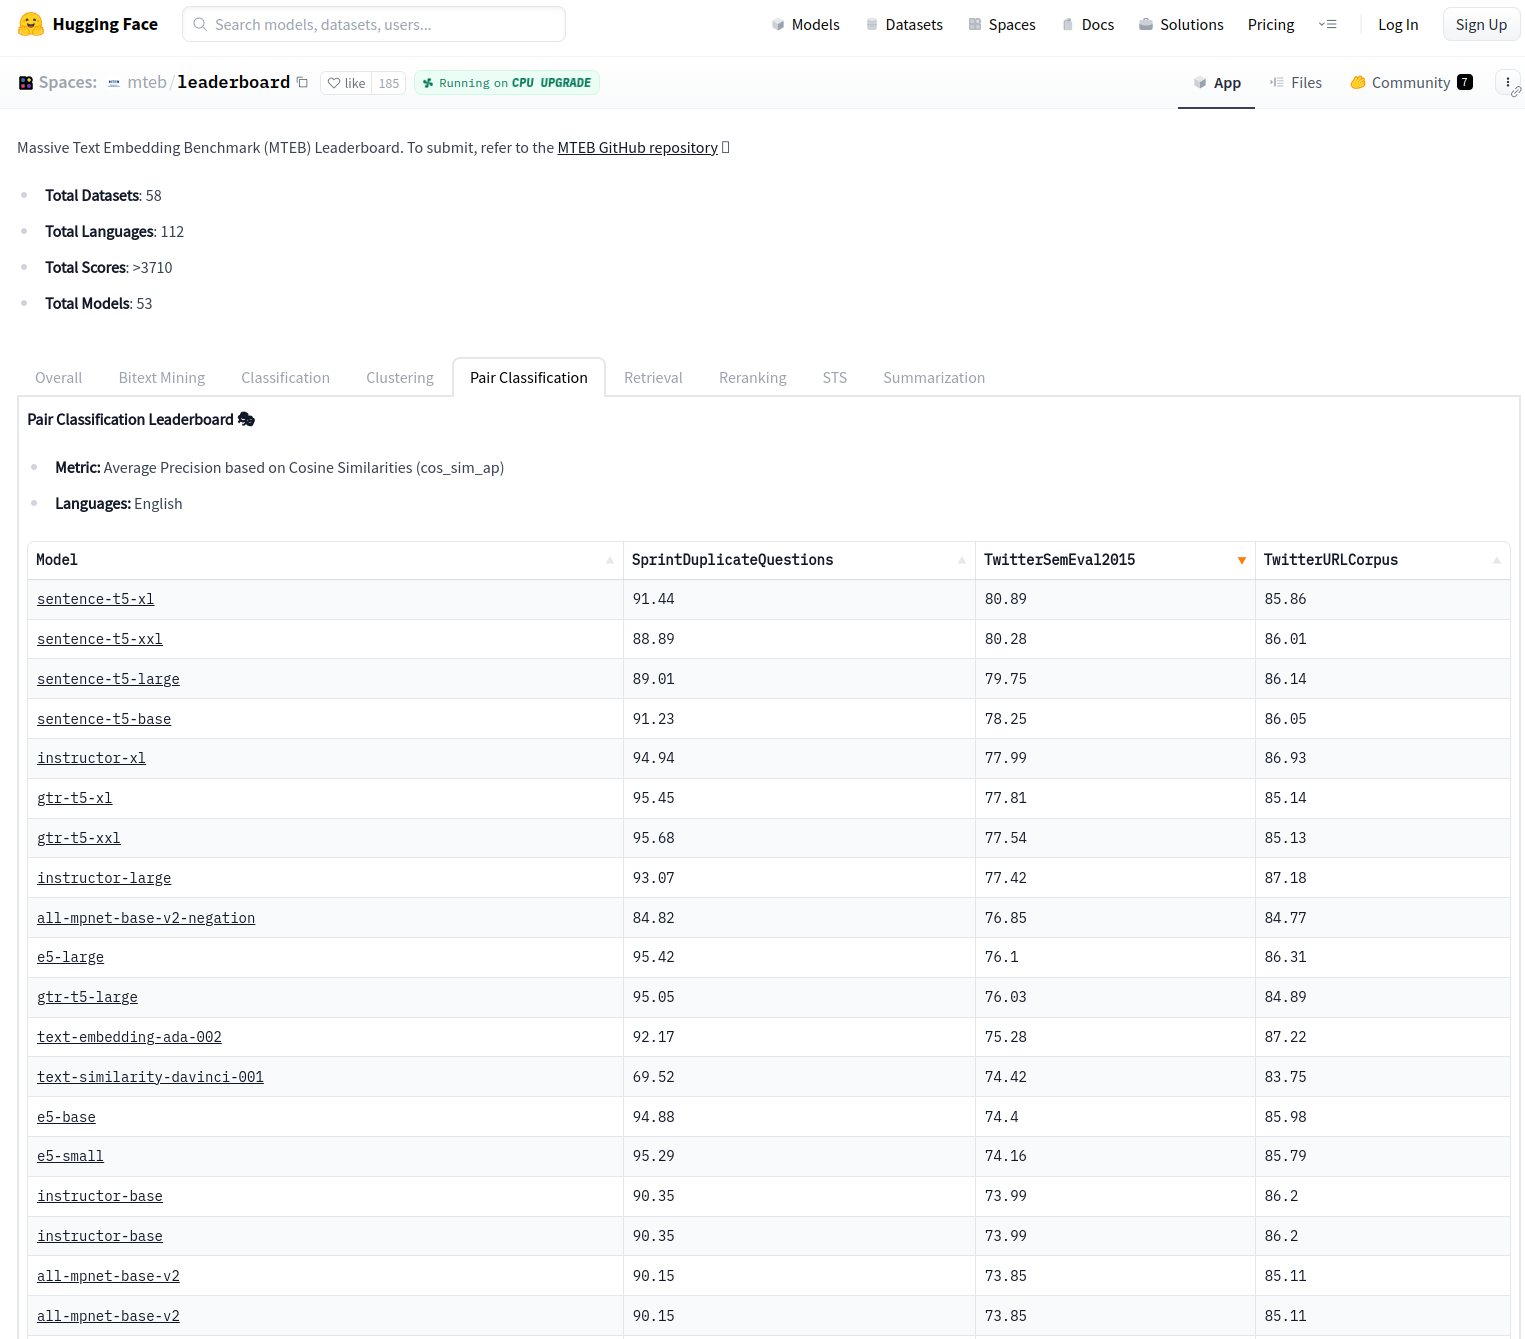 Hugging Face Search models, datasets, users... Models Datasets Spaces Docs Solutions Pricing Log In Sign Up
Spaces: mteb/leaderboard like 185 Running on CPU UPGRADE App Files Community 7
Massive Text Embedding Benchmark (MTEB) Leaderboard. To submit, refer to the MTEB GitHub repository
Total Datasets: 58
Total Languages: 112
Total Scores: >3710
Total Models: 53
Overall Bitext Mining Classification Clustering Pair Classification Retrieval Reranking STS Summarization
Pair Classification Leaderboard 🎭
Metric: Average Precision based on Cosine Similarities (cos_sim_ap)
Languages: English
Model SprintDuplicateQuestions TwitterSemEval2015 TwitterURLCorpus
sentence-t5-xl 91.44 80.89 85.86
sentence-t5-xxl 88.89 80.28 86.01
sentence-t5-large 89.01 79.75 86.14
sentence-t5-base 91.23 78.25 86.05
instructor-xl 94.94 77.99 86.93
gtr-t5-xl 95.45 77.81 85.14
gtr-t5-xxl 95.68 77.54 85.13
instructor-large 93.07 77.42 87.18
all-mpnet-base-v2-negation 84.82 76.85 84.77
e5-large 95.42 76.1 86.31
gtr-t5-large 95.05 76.03 84.89
text-embedding-ada-002 92.17 75.28 87.22
text-similarity-davinci-001 69.52 74.42 83.75
e5-base 94.88 74.4 85.98
e5-small 95.29 74.16 85.79
instructor-base 90.35 73.99 86.2
instructor-base 90.35 73.99 86.2
all-mpnet-base-v2 90.15 73.85 85.11
all-mpnet-base-v2 90.15 73.85 85.11